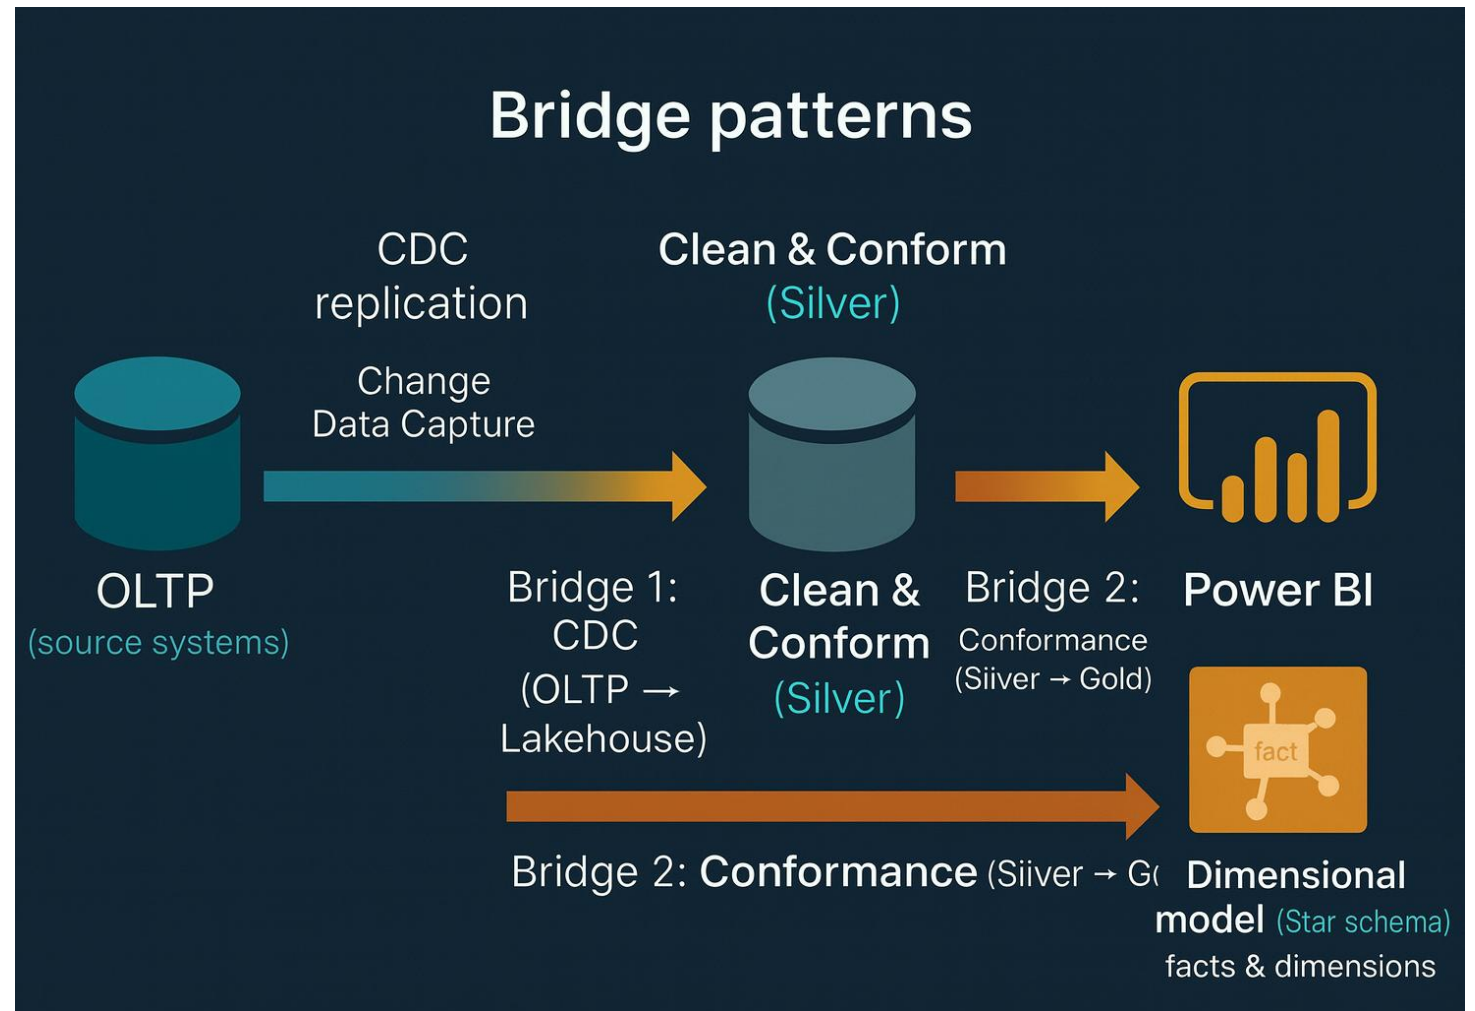 Bridge patterns
CDC
replication
Clean & Conform
(Silver)
Change
Data Capture
OLTP
(source systems)
Bridge 1:
CDC
(OLTP →
Lakehouse)
Clean &
Conform
(Silver)
Bridge 2:
Conformance
(Siiver → Gold)
Power BI
fact
Bridge 2: Conformance (Siiver → G(
Dimensional
model (Star schema)
facts & dimensions